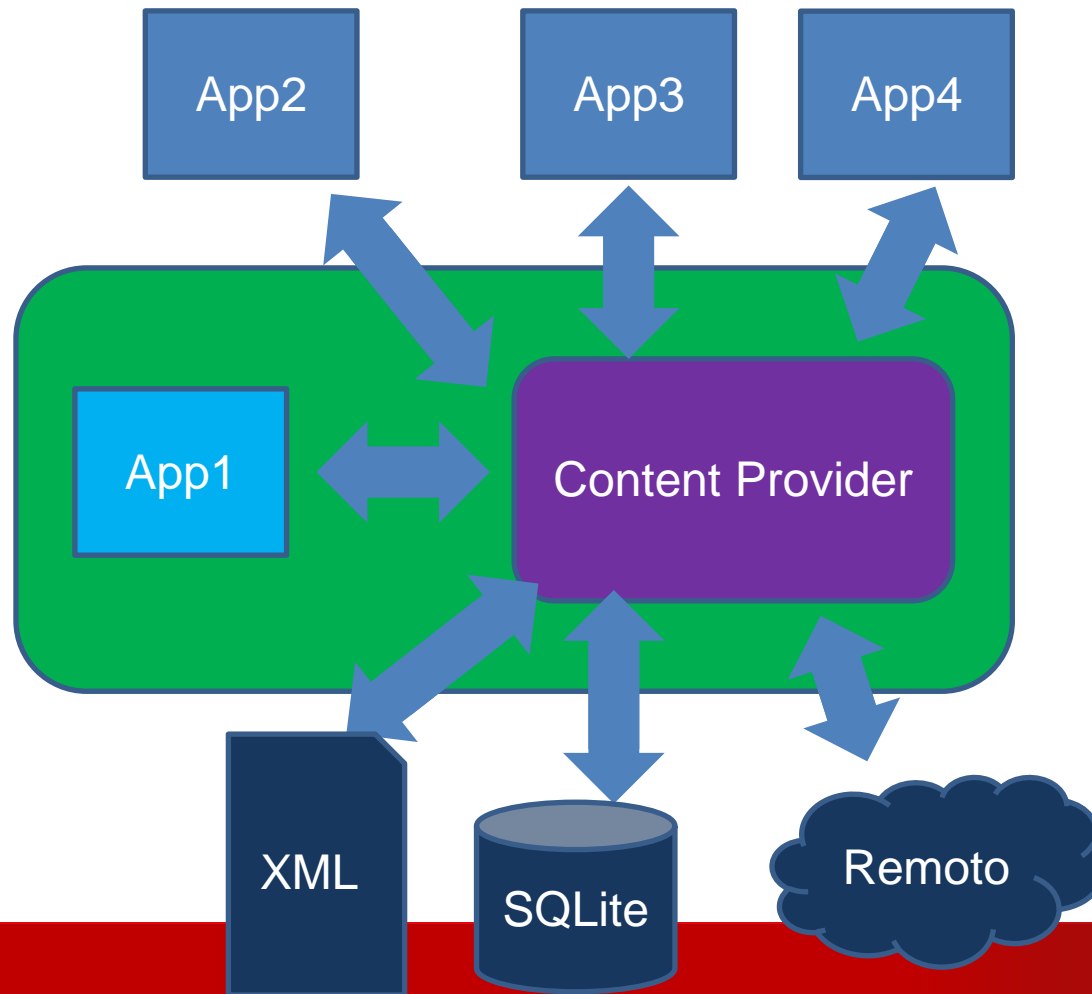 App2
App3
App4
App1
Content Provider
XML
SQLite
Remoto